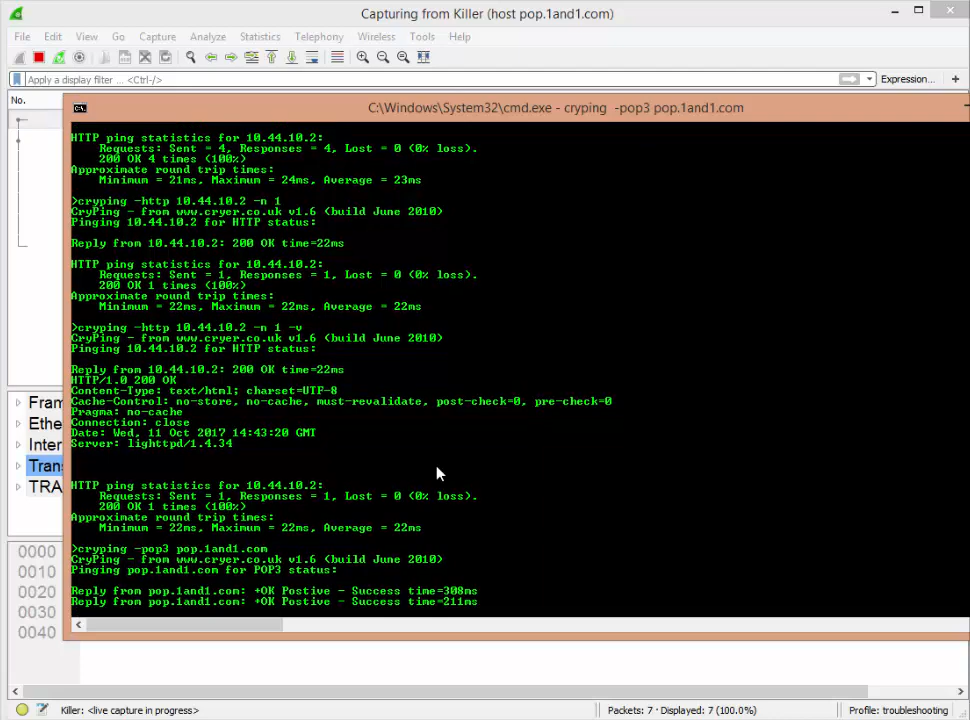 Capturing from Killer (host pop.1and1.com)
File Edit View Go Capture Analyze Statistics Telephony Wireless Tools Help
Apply a display filter ... <Ctrl-/>
Expression...
+
No.
C:\Windows\System32\cmd.exe - cryping -pop3 pop.1and1.com
HTTP ping statistics for 10.44.10.2:
Requests: Sent = 4, Responses = 4, Lost = 0 (0% loss).
200 OK 4 times (100%)
Approximate round trip times:
Minimum = 21ms, Maximum = 24ms, Average = 23ms
>cryping -http 10.44.10.2 -n 1
CryPing - from www.cryer.co.uk v1.6 (build June 2010)
Pinging 10.44.10.2 for HTTP status:
Reply from 10.44.10.2: 200 OK time=22ms
HTTP ping statistics for 10.44.10.2:
Requests: Sent = 1, Responses = 1, Lost = 0 (0% loss).
200 OK 1 times (100%)
Approximate round trip times:
Minimum = 22ms, Maximum = 22ms, Average = 22ms
>cryping -http 10.44.10.2 -n 1 -v
CryPing - from www.cryer.co.uk v1.6 (build June 2010)
Pinging 10.44.10.2 for HTTP status:
Reply from 10.44.10.2: 200 OK time=22ms
HTTP/1.0 200 OK
Content-Type: text/html; charset=UTF-8
Cache-Control: no-store, no-cache, must-revalidate, post-check=0, pre-check=0
Pragma: no-cache
Connection: close
Date: Wed, 11 Oct 2017 14:43:20 GMT
Server: lighttpd/1.4.34
HTTP ping statistics for 10.44.10.2:
Requests: Sent = 1, Responses = 1, Lost = 0 (0% loss).
200 OK 1 times (100%)
Approximate round trip times:
Minimum = 22ms, Maximum = 22ms, Average = 22ms
>cryping -pop3 pop.1and1.com
CryPing - from www.cryer.co.uk v1.6 (build June 2010)
Pinging pop.1and1.com for POP3 status:
Reply from pop.1and1.com: +OK Postive - Success time=308ms
Reply from pop.1and1.com: +OK Postive - Success time=211ms
Fram
Ethe
Inter
Tran
TRA
0000
0010
0020
0030
0040
Killer: <live capture in progress>
Packets: 7 · Displayed: 7 (100.0%)
Profile: troubleshooting